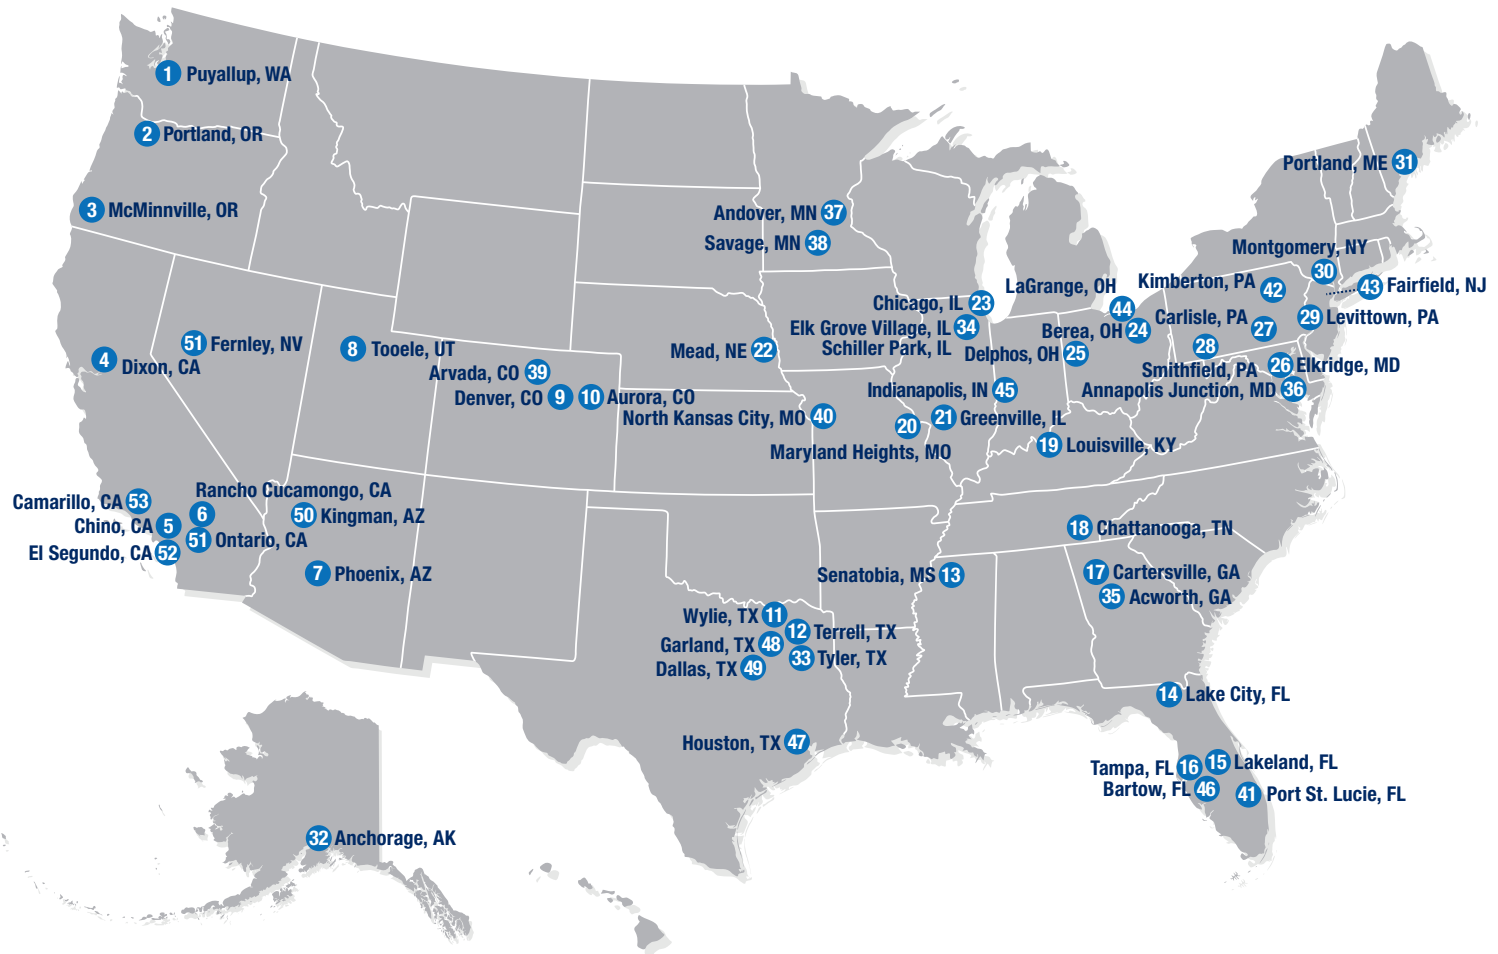 1 Puyallup, WA
2 Portland, OR
Portland, ME 31
3 McMinnville, OR
Andover, MN 37
Savage, MN 38
Montgomery, NY
30
Kimberton, PA
42
43 Fairfield, NJ
LaGrange, OH
44
Chicago, IL 23
Elk Grove Village, IL 34
Schiller Park, IL
Carlisle, PA
27
29 Levittown, PA
Berea, OH 24
51 Fernley, NV
8 Tooele, UT
Mead, NE 22
Delphos, OH 25
28
Smithfield, PA
26 Elkridge, MD
4
Dixon, CA
Arvada, CO 39
Denver, CO 9
10 Aurora, CO
Indianapolis, IN 45
Annapolis Junction, MD 36
North Kansas City, MO 40
20
Maryland Heights, MO
21 Greenville, IL
19 Louisville, KY
Rancho Cucamongo, CA
6
Camarillo, CA 53
Chino, CA 5
51 Ontario, CA
El Segundo, CA 52
50 Kingman, AZ
7 Phoenix, AZ
18 Chattanooga, TN
Senatobia, MS 13
17 Cartersville, GA
35 Acworth, GA
Wylie, TX 11
12 Terrell, TX
Garland, TX 48
33 Tyler, TX
Dallas, TX 49
14 Lake City, FL
Houston, TX 47
Tampa, FL 16
15 Lakeland, FL
Bartow, FL 46
41 Port St. Lucie, FL
32 Anchorage, AK